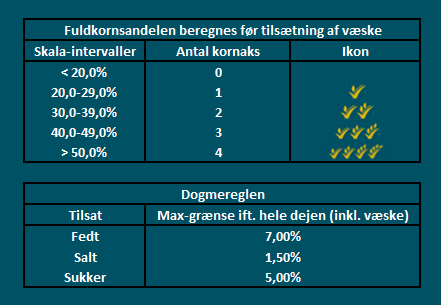 Fuldkornsandelen beregnes før tilsætning af væske
Skala-intervaller Antal kornaks Ikon
< 20,0% 0
20,0-29,0% 1
30,0-39,0% 2
40,0-49,0% 3
> 50,0% 4
Dogmereglen
Tilsat Max-grænse ift. hele dejen (inkl. væske)
Fedt 7,00%
Salt 1,50%
Sukker 5,00%